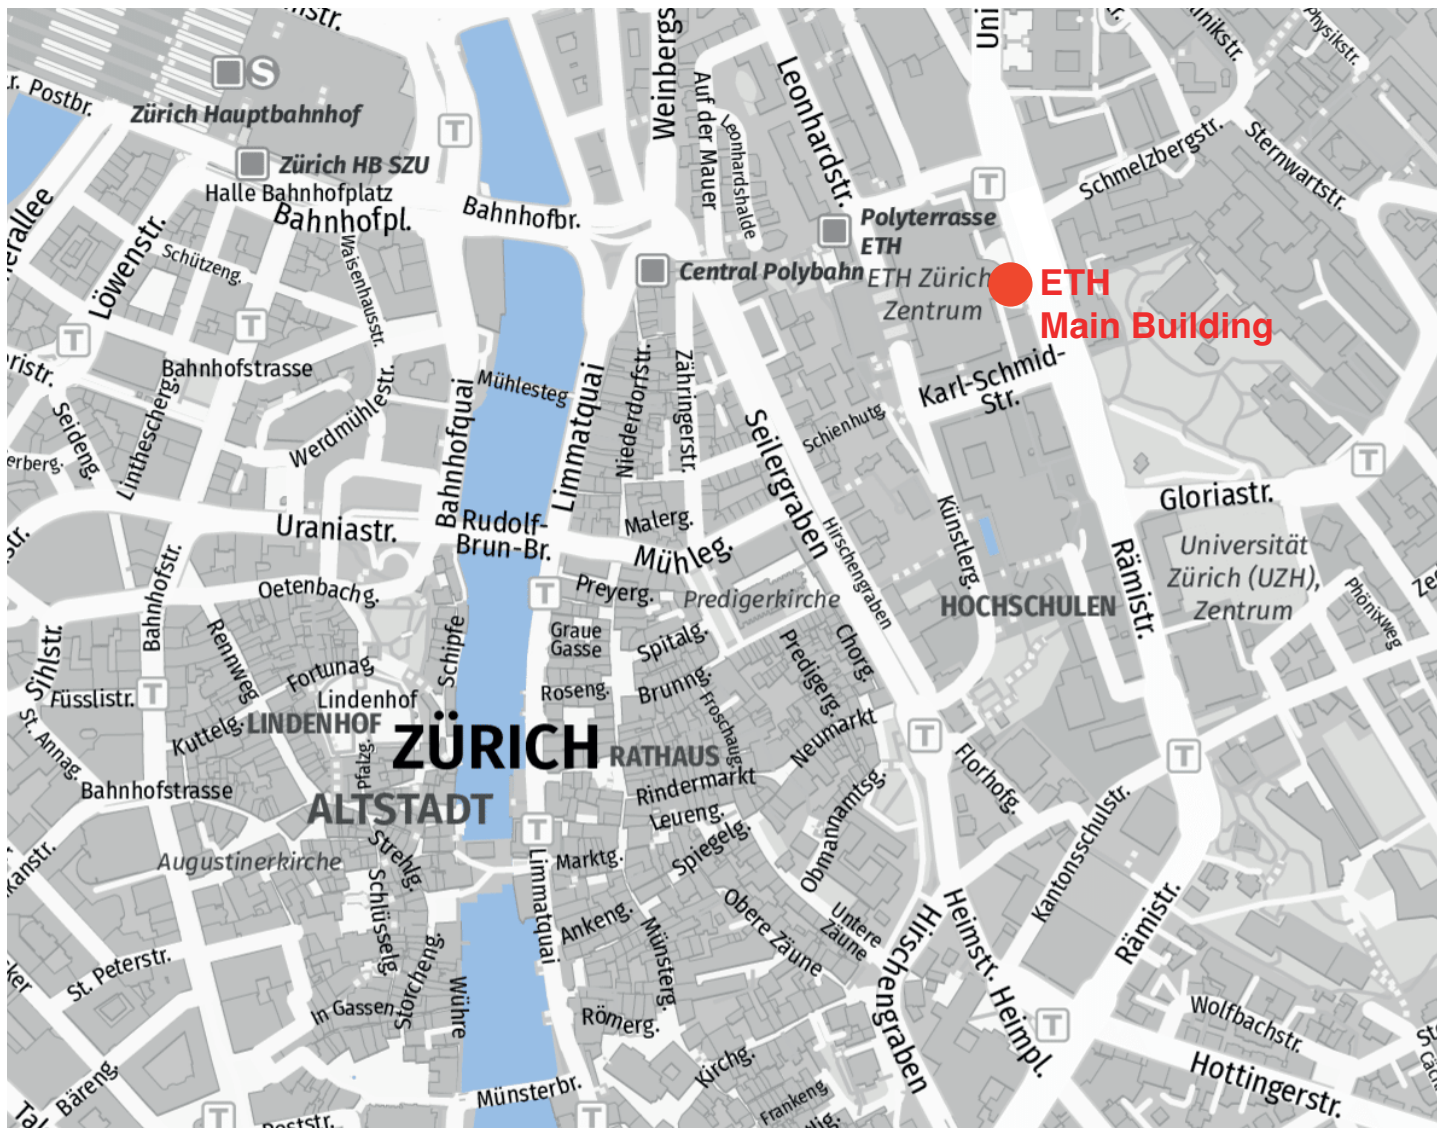 Weinbergs
Uni
Physikstr.
r. Postbr.
S
Zürich Hauptbahnhof
T
Zürich HB SZU
Halle Bahnhofplatz
Bahnhofpl.
Bahnhofbr.
Auf der Mauer
Leonhardshalde
Leonhardstr.
T
Schmelzbergstr.
Sternwartstr.
Polyterrasse
ETH
Central Polybahn
ETH Zürich
Zentrum
ETH
Main Building
Löwenstr.
Schützeng.
Waisenhausstr.
T
T
Bahnhofstrasse
Seideng.
Linthescherg.
Werdmühlestr.
Bahnhofquai
Mühlesteg
Limmatquai
Niederdorfstr.
Zähringerstr.
Seilergraben
Schienhutg.
Karl-Schmid-
Str.
Künstlerg.
T
Gloriastr.
Uraniastr.
Rudolf-
Brun-Br.
Malerg.
Mühleg.
Hirschengraben
Rämistr.
Universität
Zürich (UZH),
Zentrum
Phönixweg
HOCHSCHULEN
Oetenbachg.
T
Preyerg.
Predigerkirche
Bahnhofstr.
Rennweg
Schipfe
Graue
Gasse
Spitalg.
Predigerg.
Chorg.
Sihlstr.
Fortunag.
Lindenhof
Roseng.
Brunng.
Froschaug.
Füsslistr.
T
Kuttelg.
LINDENHOF
ZÜRICH
RATHAUS
Neumarkt
T
T
St. Annag.
Pfalzg.
Bahnhofstrasse
ALTSTADT
Rindermarkt
Leueng.
Spiegelg.
Obmannamtsg.
Florhofg.
Kantonsschulstr.
T
Augustinerkirche
Strehlg.
Schlüsselg.
Limmatquai
Marktg.
Ankeng.
Münsterg.
Obere Zäune
Untere
Zäune
Hirschengraben
Heimstr.
Heimpl.
Rämistr.
St. Peterstr.
In Gassen
Storcheng.
Wühre
Römerg.
Kirchg.
Frankeng
T
Wolfbachstr.
Hottingerstr.
Bäreng.
Münsterbr.
T
T